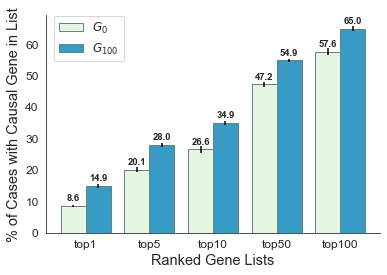 % of Cases with Causal Gene in List
G0
G100
60
50
40
30
20
10
0
8.6
14.9
20.1
28.0
26.6
34.9
47.2
54.9
57.6
65.0
top1
top5
top10
top50
top100
Ranked Gene Lists